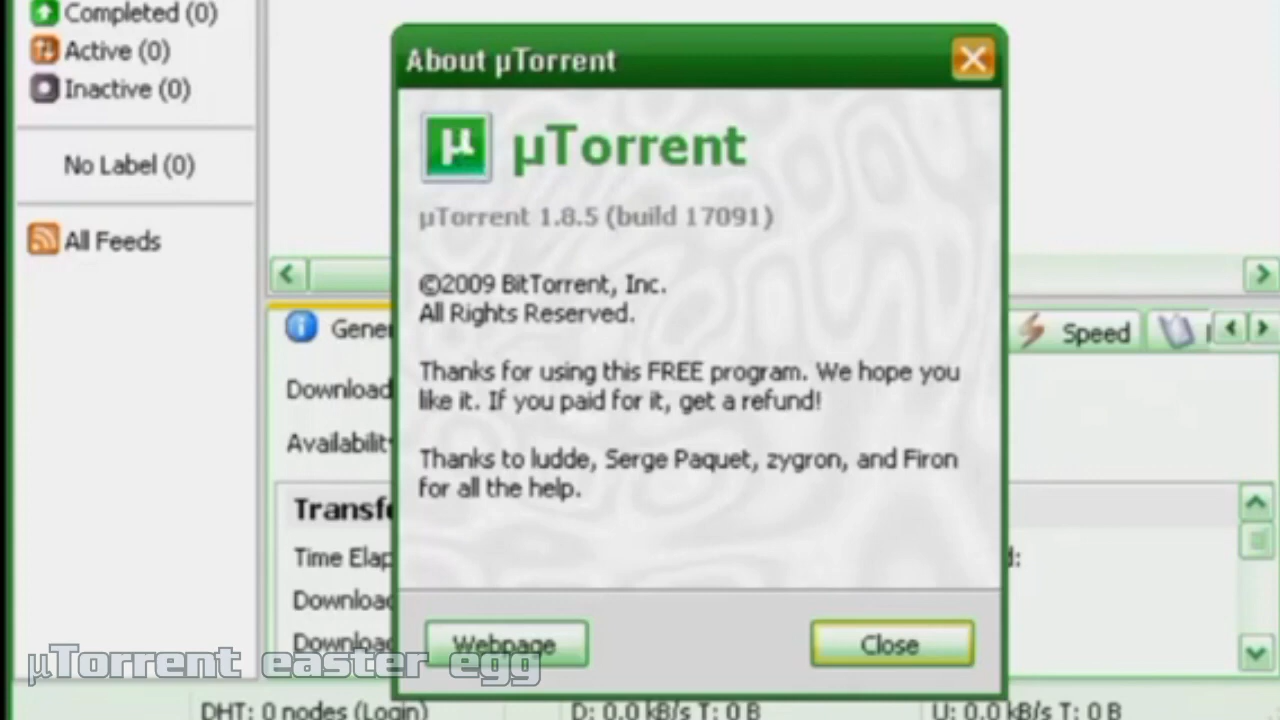 Completed (0)
Active (0)
Inactive (0)
No Label (0)
All Feeds
About µTorrent
µ
µTorrent
µTorrent 1.8.5 (build 17091)
©2009 BitTorrent, Inc.
All Rights Reserved.
Thanks for using this FREE program. We hope you
like it. If you paid for it, get a refund!
Thanks to ludde, Serge Paquet, zygron, and Firon
for all the help.
Webpage
Close
Speed
Availabilit
Time Elap
DHT: 0 nodes (Login)
D: 0.0 kB/s T: 0 B
U: 0.0 kB/s T: 0 B
µTorrent easter egg